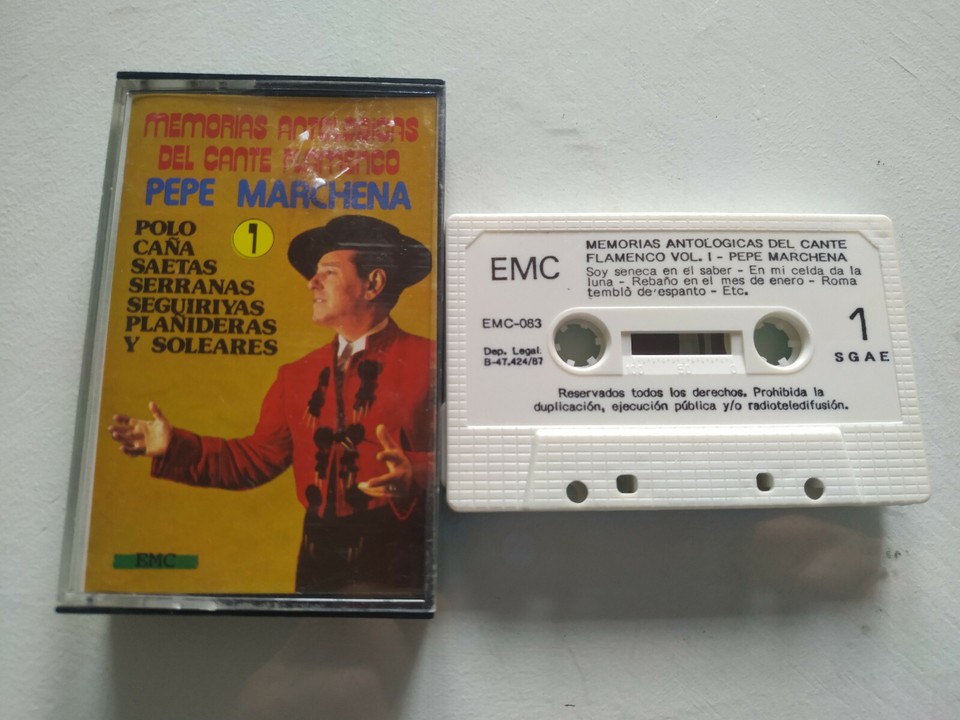 MEMORIAS ANTOLOGICAS
DEL CANTE FLAMENCO
PEPE MARCHENA
1
POLO
CAÑA
SAETAS
SERRANAS
SEGUIRIYAS
PLAÑIDERAS
Y SOLEARES
EMC
EMC
MEMORIAS ANTOLOGICAS DEL CANTE
FLAMENCO VOL. I - PEPE MARCHENA
Soy seneca en el saber - En mi celda da la
luna - Rebaño en el mes de enero - Roma
tembló de espanto - Etc.
EMC-083
Dep. Legal.
B-47.424/87
1
SGAE
Reservados todos los derechos. Prohibida la
duplicación, ejecución pública y/o radioteledifusión.